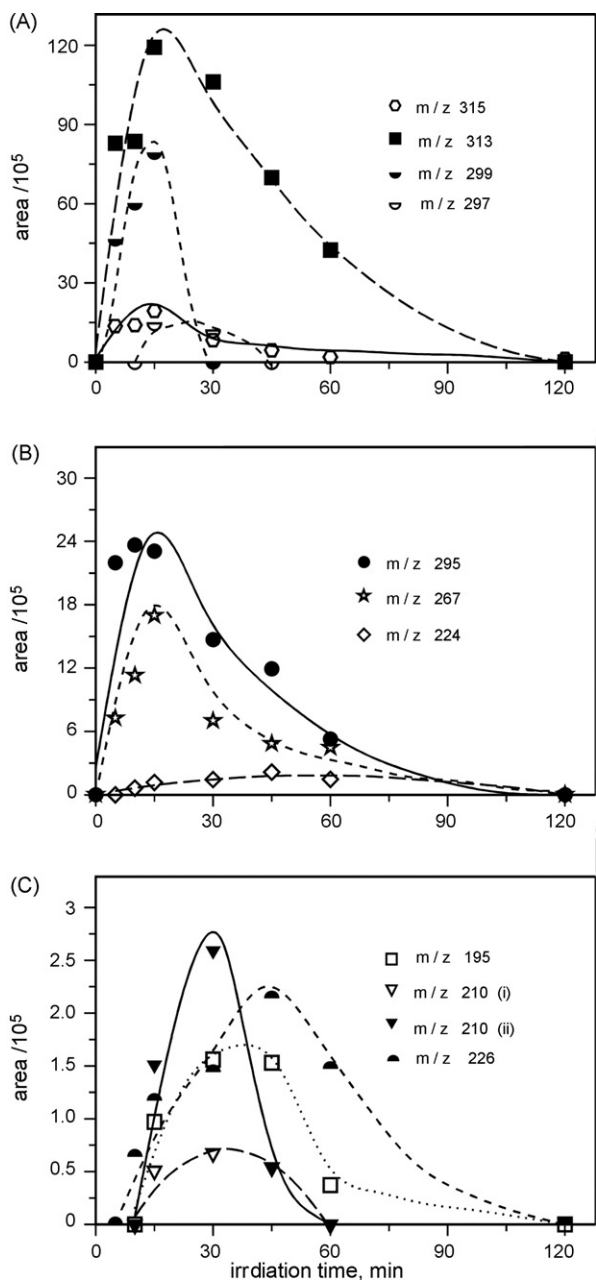 (A)
120
90
60
30
0
area /10⁵
m / z 315
m / z 313
m / z 299
m / z 297
0 30 60 90 120
(B)
30
24
18
12
6
0
area /10⁵
m / z 295
m / z 267
m / z 224
0 30 60 90 120
(C)
3
2.5
2
1.5
1
0.5
0
area /10⁵
m / z 195
m / z 210 (i)
m / z 210 (ii)
m / z 226
0 30 60 90 120
irrdiation time, min